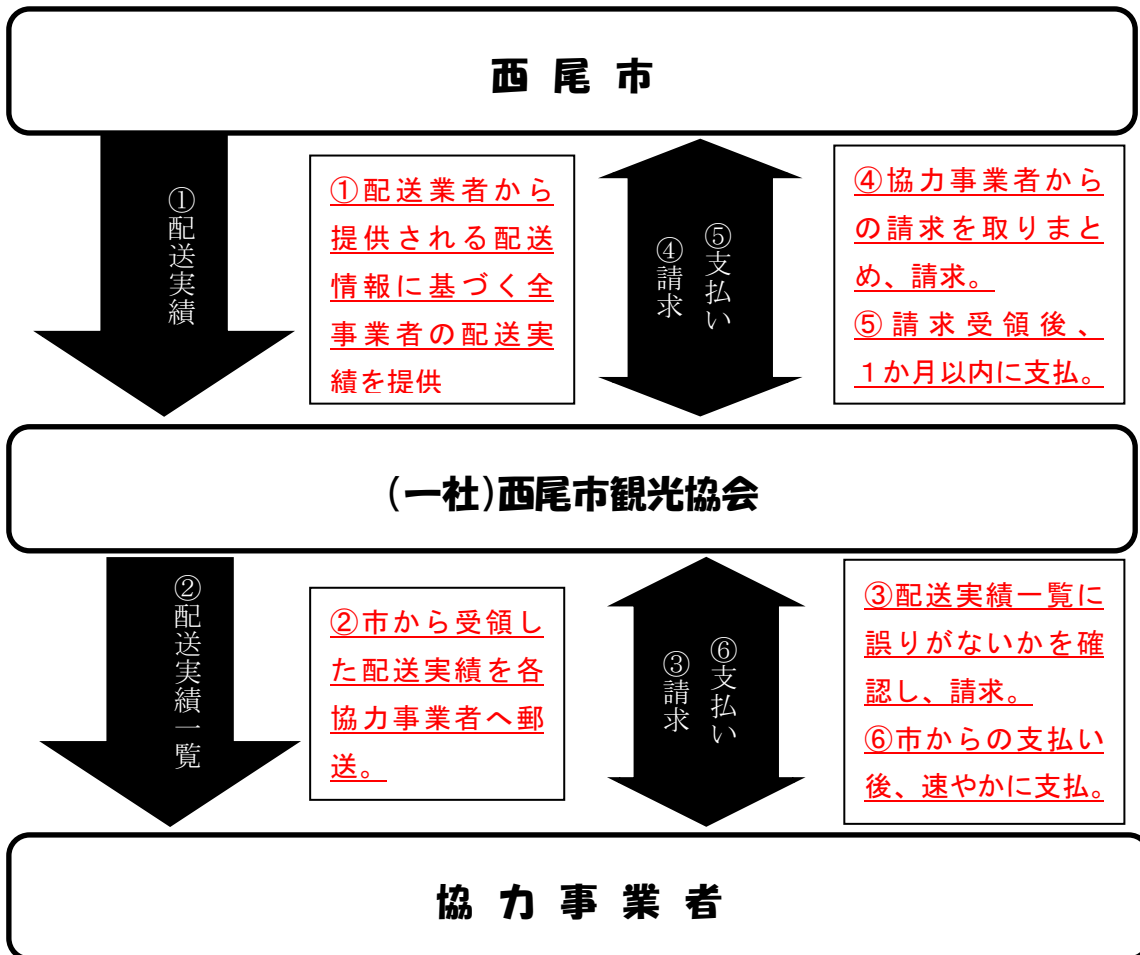 西尾市
①配送実績
①配送業者から
提供される配送
情報に基づく全
事業者の配送実
績を提供
④請求
⑤支払い
④協力事業者から
の請求を取りまと
め、請求。
⑤請求受領後、
１か月以内に支払。
(一社)西尾市観光協会
②配送実績一覧
②市から受領し
た配送実績を各
協力事業者へ郵
送。
③請求
⑥支払い
③配送実績一覧に
誤りがないかを確
認し、請求。
⑥市からの支払い
後、速やかに支払。
協力事業者